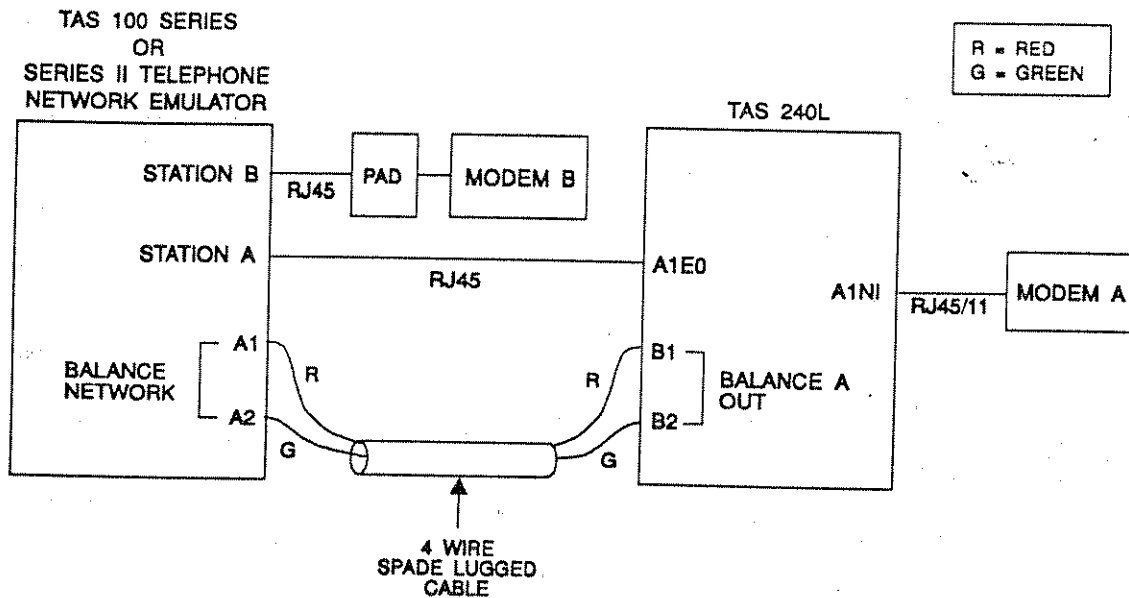 TAS 100 SERIES
OR
SERIES II TELEPHONE
NETWORK EMULATOR
R = RED
G = GREEN
TAS 240L
STATION B
RJ45
PAD
MODEM B
STATION A
RJ45
A1E0
A1NI
RJ45/11
MODEM A
BALANCE
NETWORK
A1
A2
R
G
R
G
B1
B2
BALANCE A
OUT
4 WIRE
SPADE LUGGED
CABLE